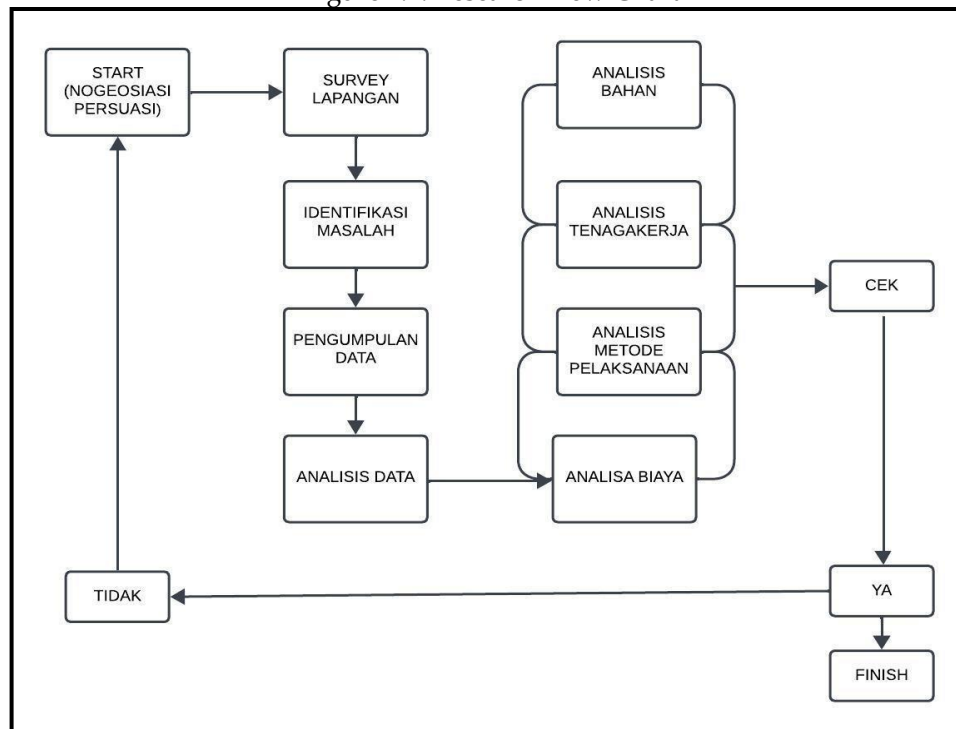 START
(NOGEOSIASI
PERSUASI)
SURVEY
LAPANGAN
IDENTIFIKASI
MASALAH
PENGUMPULAN
DATA
ANALISIS DATA
ANALISIS
BAHAN
ANALISIS
TENAGAKERJA
ANALISIS
METODE
PELAKSANAAN
ANALISA BIAYA
CEK
YA
TIDAK
FINISH